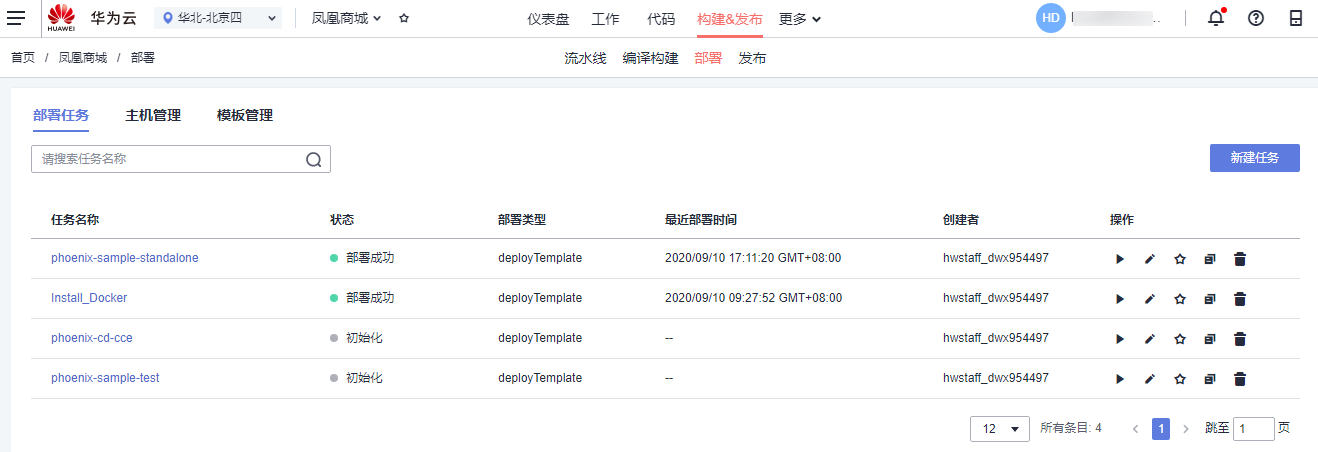 HUAWEI 华为云 华北-北京四 凤凰商城 仪表盘 工作 代码 构建&发布 更多 HD
首页 / 凤凰商城 / 部署 流水线 编译构建 部署 发布
部署任务 主机管理 模板管理
请搜索任务名称 新建任务
任务名称 状态 部署类型 最近部署时间 创建者 操作
phoenix-sample-standalone 部署成功 deployTemplate 2020/09/10 17:11:20 GMT+08:00 hwstaff_dwx954497
Install_Docker 部署成功 deployTemplate 2020/09/10 09:27:52 GMT+08:00 hwstaff_dwx954497
phoenix-cd-cce 初始化 deployTemplate -- hwstaff_dwx954497
phoenix-sample-test 初始化 deployTemplate -- hwstaff_dwx954497
12 所有条目: 4 1 跳至 1 页